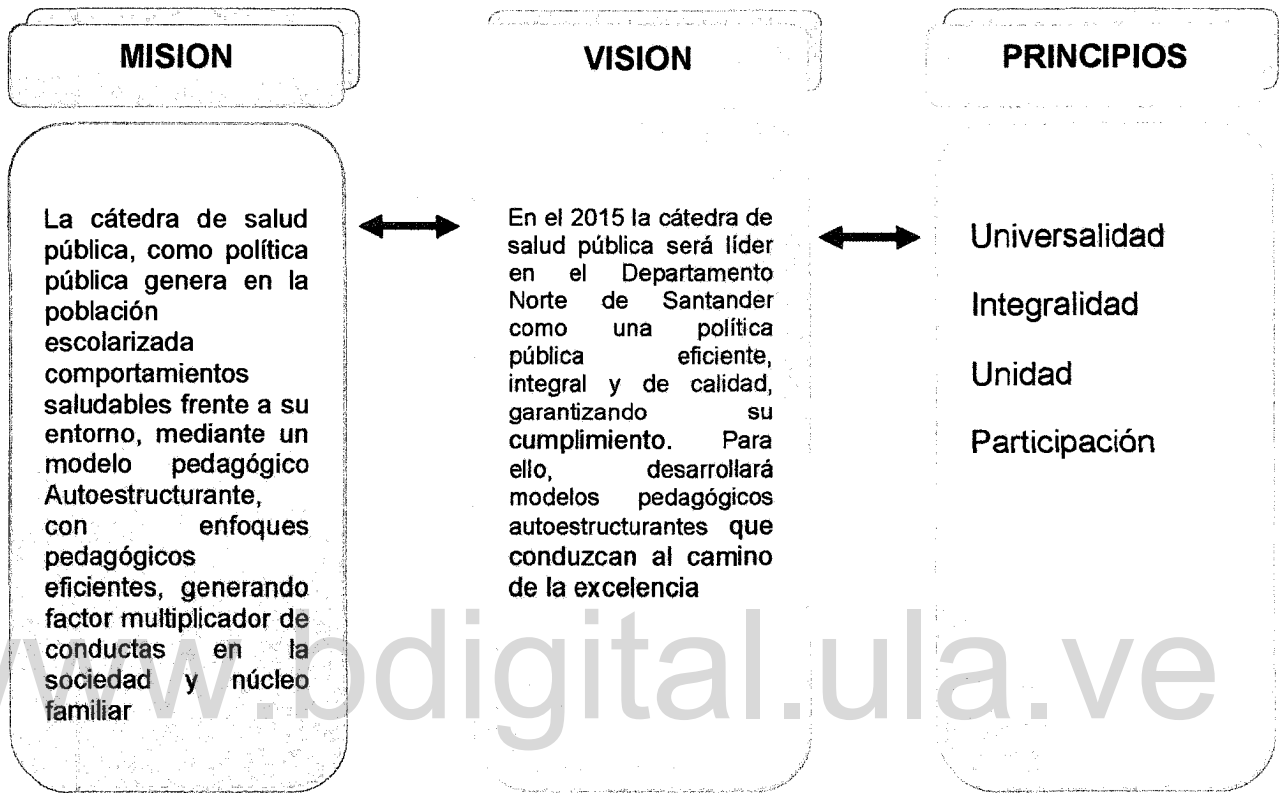 MISION
La cátedra de salud
pública, como política
pública genera en la
población
escolarizada
comportamientos
saludables frente a su
entorno, mediante un
modelo pedagógico
Autoestructurante,
con enfoques
pedagógicos
eficientes, generando
factor multiplicador de
conductas en la
sociedad y núcleo
familiar
VISION
En el 2015 la cátedra de
salud pública será líder
en el Departamento
Norte de Santander
como una política
pública eficiente,
integral y de calidad,
garantizando su
cumplimiento. Para
ello, desarrollará
modelos pedagógicos
autoestructurantes que
conduzcan al camino
de la excelencia
PRINCIPIOS
Universalidad
Integralidad
Unidad
Participación
www.bdigital.ula.ve